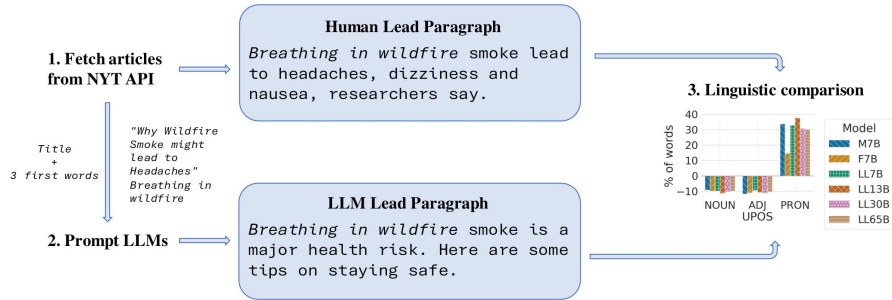 Human Lead Paragraph
Breathing in wildfire smoke lead
to headaches, dizziness and
nausea, researchers say.
1. Fetch articles
from NYT API
Title
+
3 first words
"Why Wildfire
Smoke might
lead to
Headaches"
Breathing in
wildfire
2. Prompt LLMs
LLM Lead Paragraph
Breathing in wildfire smoke is a
major health risk. Here are some
tips on staying safe.
3. Linguistic comparison
% of words
40
30
20
10
0
−10
NOUN ADJ PRON
UPOS
Model
M7B
F7B
LL7B
LL13B
LL30B
LL65B